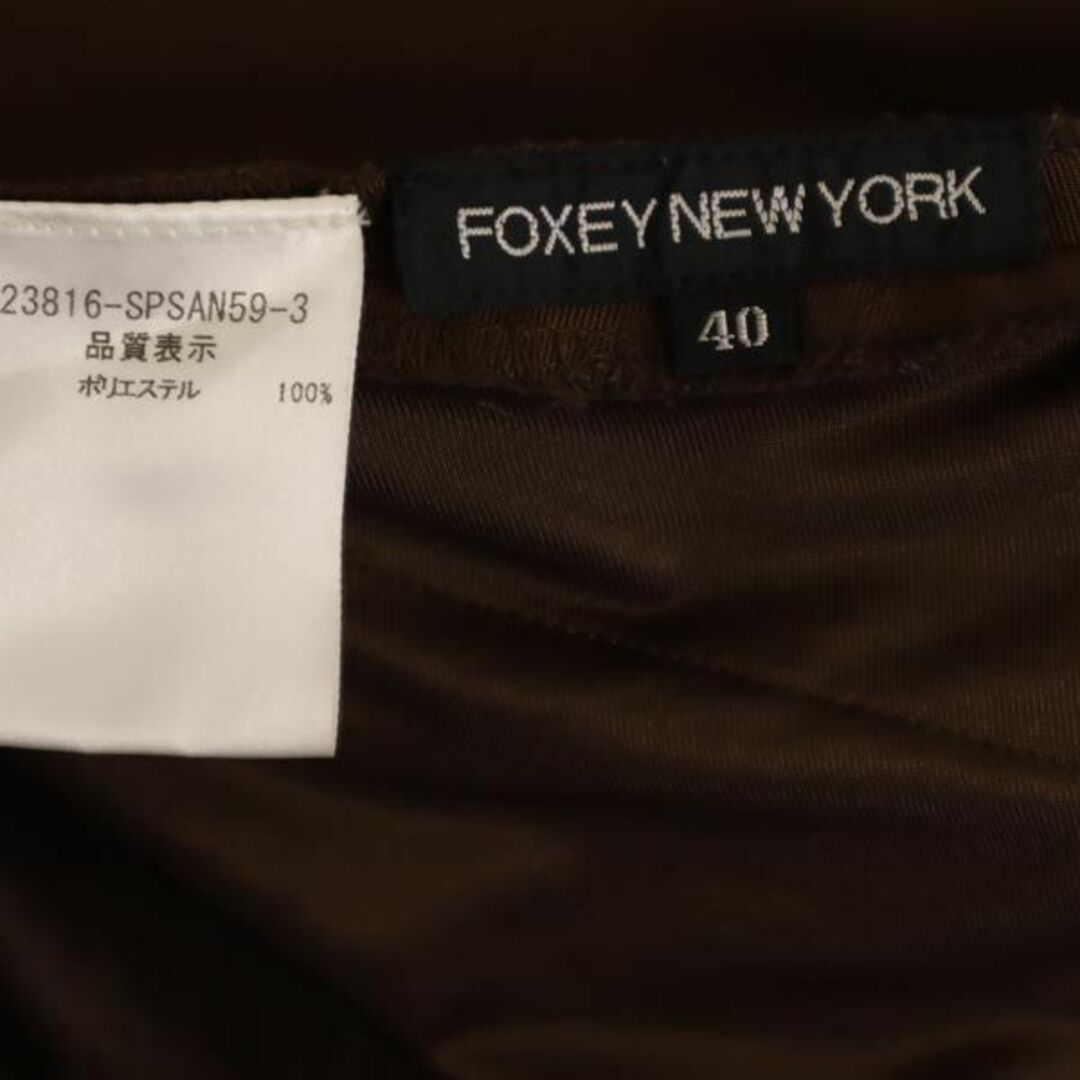 FOXEY NEW YORK
40
23816-SPSAN59-3
品質表示
ポリエステル 100%